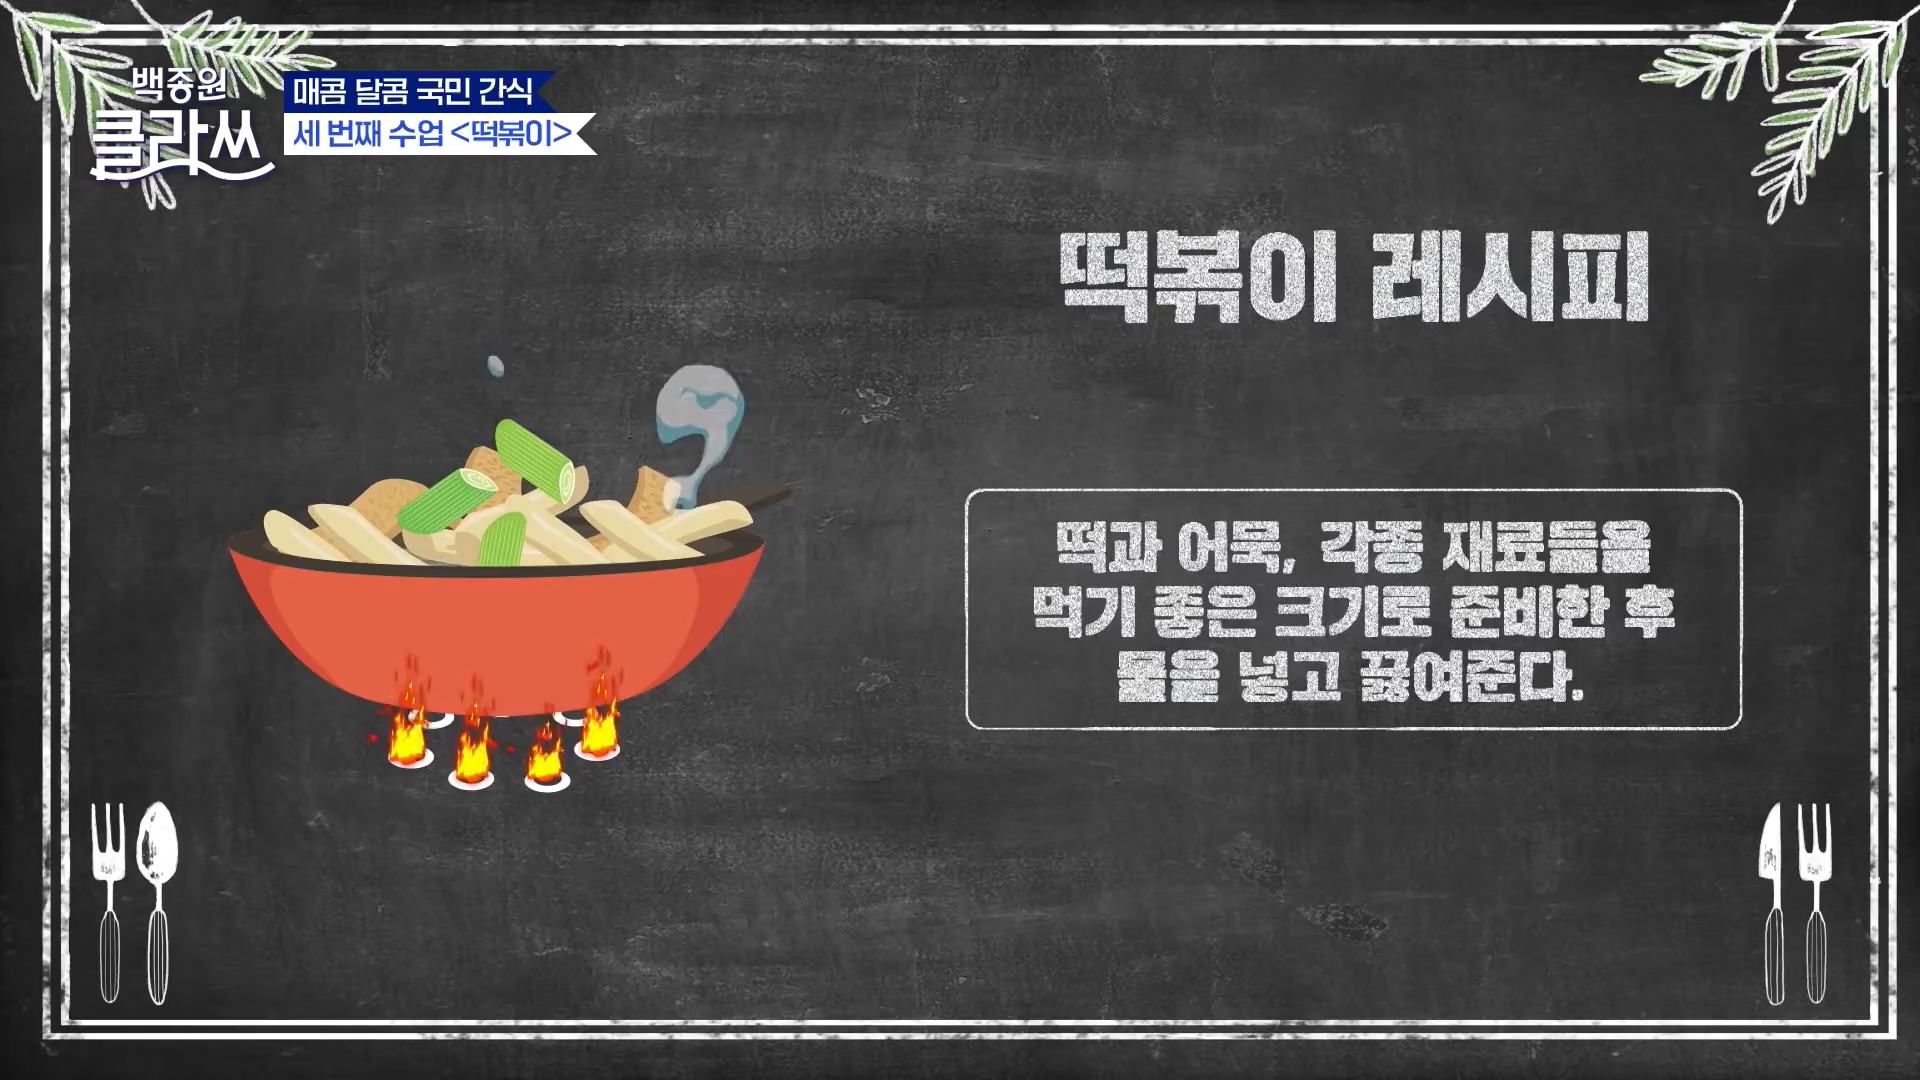 백종원
클라쓰
매콤 달콤 국민 간식
세 번째 수업 <떡볶이>
떡볶이 레시피
떡과 어묵, 각종 재료들을
먹기 좋은 크기로 준비한 후
물을 넣고 끓여준다.